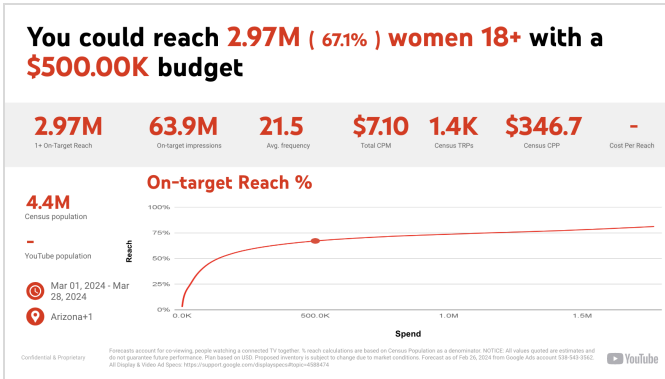 You could reach 2.97M ( 67.1% ) women 18+ with a
$500.00K budget
2.97M
1+ On-Target Reach
63.9M
On-target impressions
21.5
Avg. frequency
$7.10
Total CPM
1.4K
Census TRPs
$346.7
Census CPP
-
Cost Per Reach
4.4M
Census population
-
YouTube population
Mar 01, 2024 - Mar
28, 2024
Arizona+1
On-target Reach %
Reach
100%
75%
50%
25%
0%
0.0K
500.0K
1.0M
1.5M
Spend
Confidential & Proprietary
Forecasts account for co-viewing, people watching a connected TV together. % reach calculations are based on Census Population as a denominator. NOTICE: All values quoted are estimates and
do not guarantee future performance. Plan based on USD. Proposed inventory is subject to change due to market conditions. Forecast as of Feb 26, 2024 from Google Ads account 538-543-3562.
All Display & Video Ad Specs: https://support.google.com/displayspecs#topic=4588474
YouTube